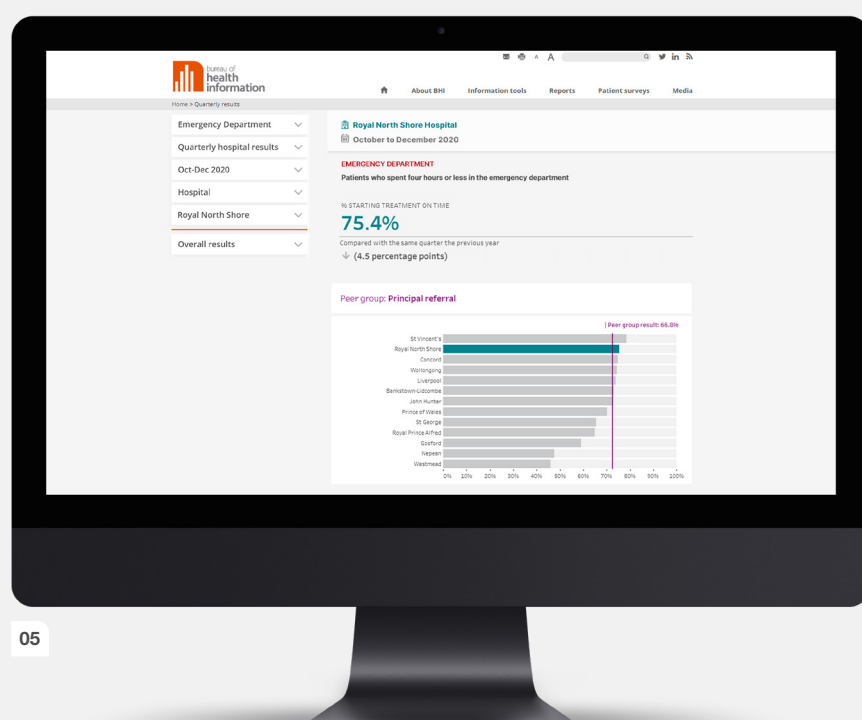 A A
bureau of
health
information
About BHI Information tools Reports Patient surveys Media
Home > Quarterly results
Emergency Department
Quarterly hospital results
Oct-Dec 2020
Hospital
Royal North Shore
Overall results
Royal North Shore Hospital
October to December 2020
EMERGENCY DEPARTMENT
Patients who spent four hours or less in the emergency department
% STARTING TREATMENT ON TIME
75.4%
Compared with the same quarter the previous year
(4.5 percentage points)
Peer group: Principal referral
| Peer group result: 66.8%
St Vincent's
Royal North Shore
Concord
Wollongong
Liverpool
Bankstown-Lidcombe
John Hunter
Prince of Wales
St George
Royal Prince Alfred
Gosford
Nepean
Westmead
0% 10% 20% 30% 40% 50% 60% 70% 80% 90% 100%
05